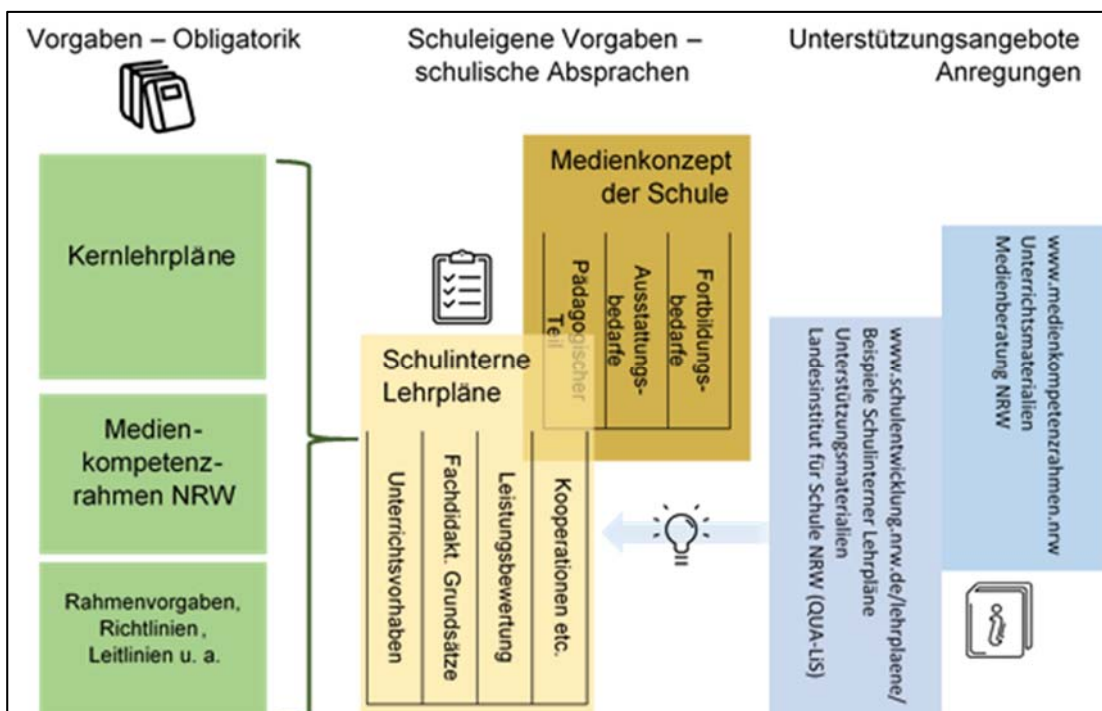 Vorgaben – Obligatorik
Kernlehrpläne
Medien-
kompetenz-
rahmen NRW
Rahmenvorgaben,
Richtlinien,
Leitlinien u. a.
Schuleigene Vorgaben –
schulische Absprachen
Medienkonzept
der Schule
Pädagogischer
Teil
Ausstattungs-
bedarfe
Fortbildungs-
bedarfe
Schulinterne
Lehrpläne
Unterrichtsvorhaben
Fachdidakt. Grundsätze
Leistungsbewertung
Kooperationen etc.
Unterstützungsangebote
Anregungen
www.schulentwicklung.nrw.de/lehrplaene/
Beispiele Schulinterner Lehrpläne
Unterstützungsmaterialien
Landesinstitut für Schule NRW (QUA-LiS)
www.medienkompetenzrahmen.nrw
Unterrichtsmaterialien
Medienberatung NRW